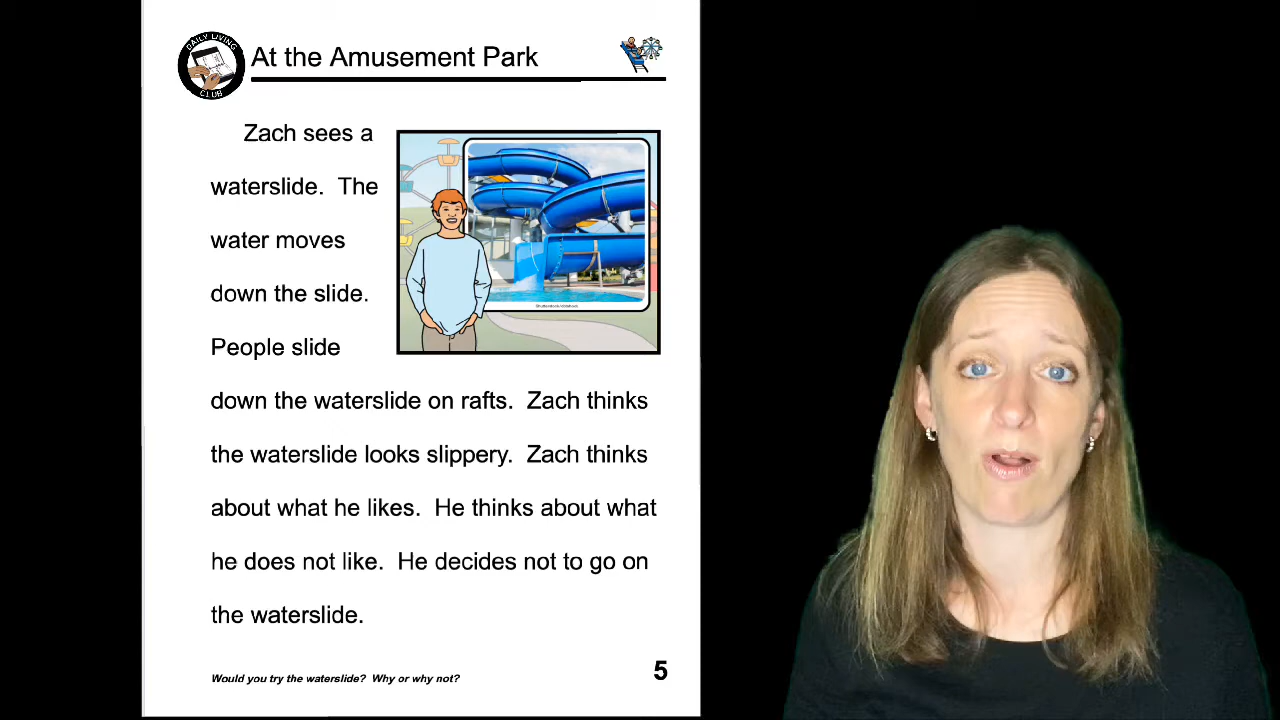 DAILY LIVING
CLUB
At the Amusement Park
Zach sees a
waterslide. The
water moves
down the slide.
People slide
down the waterslide on rafts. Zach thinks
the waterslide looks slippery. Zach thinks
about what he likes. He thinks about what
he does not like. He decides not to go on
the waterslide.
Would you try the waterslide? Why or why not?
5